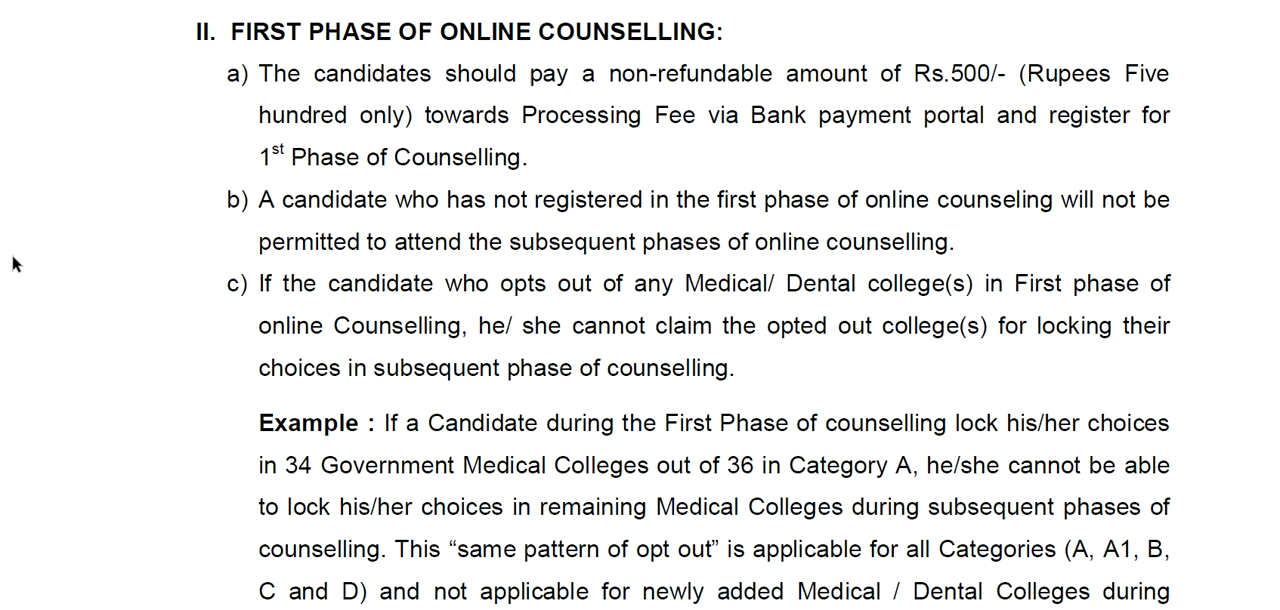 II. FIRST PHASE OF ONLINE COUNSELLING:
a) The candidates should pay a non-refundable amount of Rs.500/- (Rupees Five
hundred only) towards Processing Fee via Bank payment portal and register for
1st Phase of Counselling.
b) A candidate who has not registered in the first phase of online counseling will not be
permitted to attend the subsequent phases of online counselling.
c) If the candidate who opts out of any Medical/ Dental college(s) in First phase of
online Counselling, he/ she cannot claim the opted out college(s) for locking their
choices in subsequent phase of counselling.
Example : If a Candidate during the First Phase of counselling lock his/her choices
in 34 Government Medical Colleges out of 36 in Category A, he/she cannot be able
to lock his/her choices in remaining Medical Colleges during subsequent phases of
counselling. This “same pattern of opt out” is applicable for all Categories (A, A1, B,
C and D) and not applicable for newly added Medical / Dental Colleges during